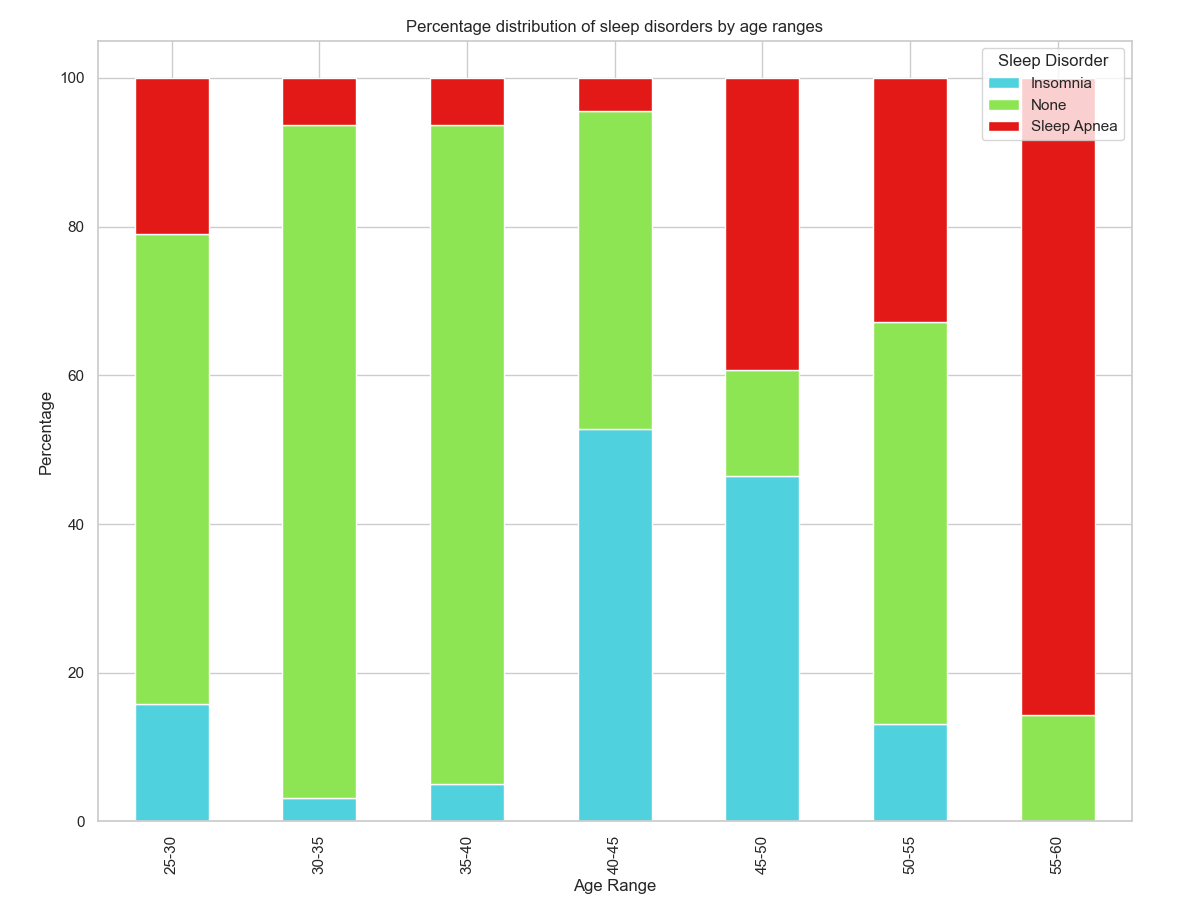 Percentage distribution of sleep disorders by age ranges
Sleep Disorder
Insomnia
None
Sleep Apnea
100
80
60
40
20
0
Percentage
25-30
30-35
35-40
40-45
45-50
50-55
55-60
Age Range